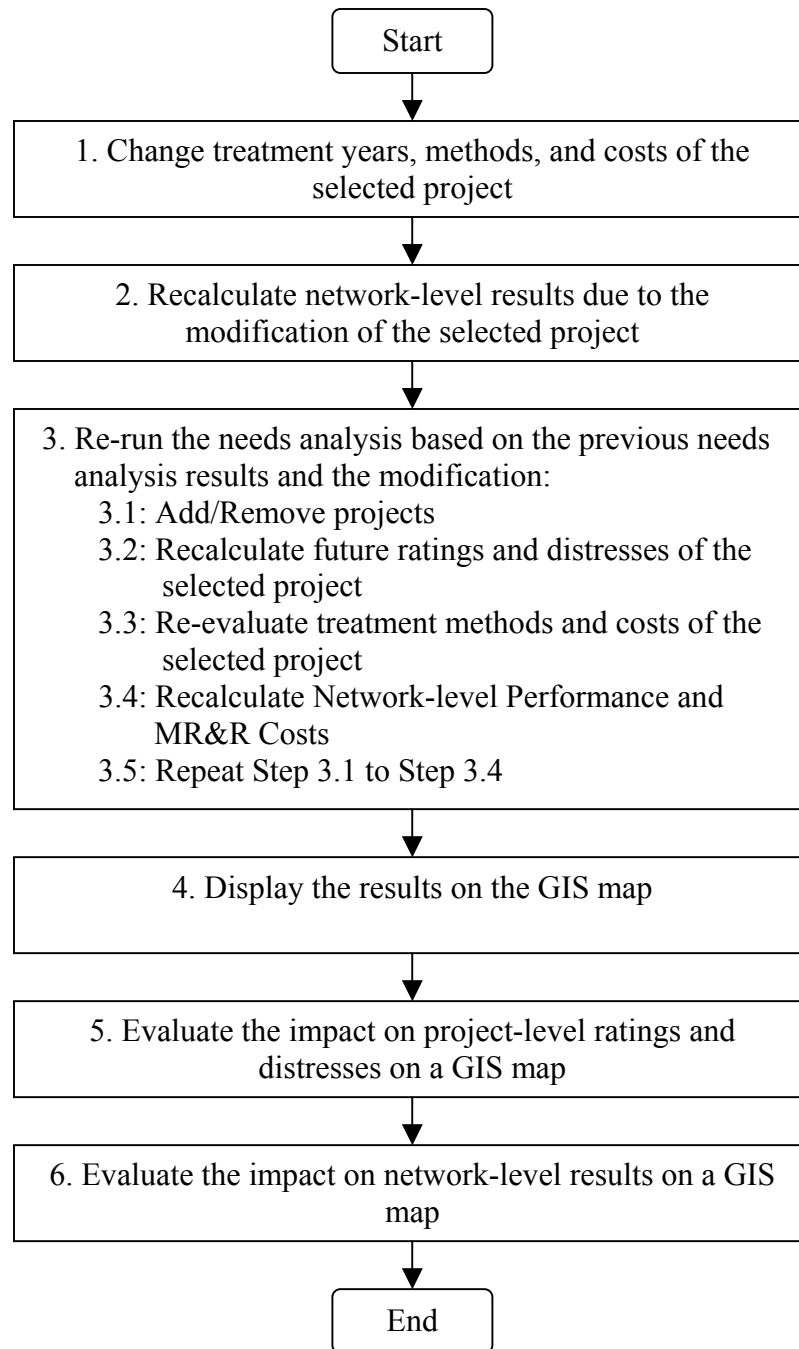 Start
1. Change treatment years, methods, and costs of the
selected project
2. Recalculate network-level results due to the
modification of the selected project
3. Re-run the needs analysis based on the previous needs
analysis results and the modification:
3.1: Add/Remove projects
3.2: Recalculate future ratings and distresses of the
selected project
3.3: Re-evaluate treatment methods and costs of the
selected project
3.4: Recalculate Network-level Performance and
MR&R Costs
3.5: Repeat Step 3.1 to Step 3.4
4. Display the results on the GIS map
5. Evaluate the impact on project-level ratings and
distresses on a GIS map
6. Evaluate the impact on network-level results on a GIS
map
End